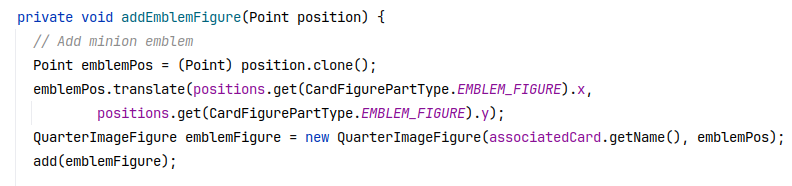 private void addEmblemFigure(Point position) {
// Add minion emblem
Point emblemPos = (Point) position.clone();
emblemPos.translate(positions.get(CardFigurePartType.EMBLEM_FIGURE).x,
positions.get(CardFigurePartType.EMBLEM_FIGURE).y);
QuarterImageFigure emblemFigure = new QuarterImageFigure(associatedCard.getName(), emblemPos);
add(emblemFigure);